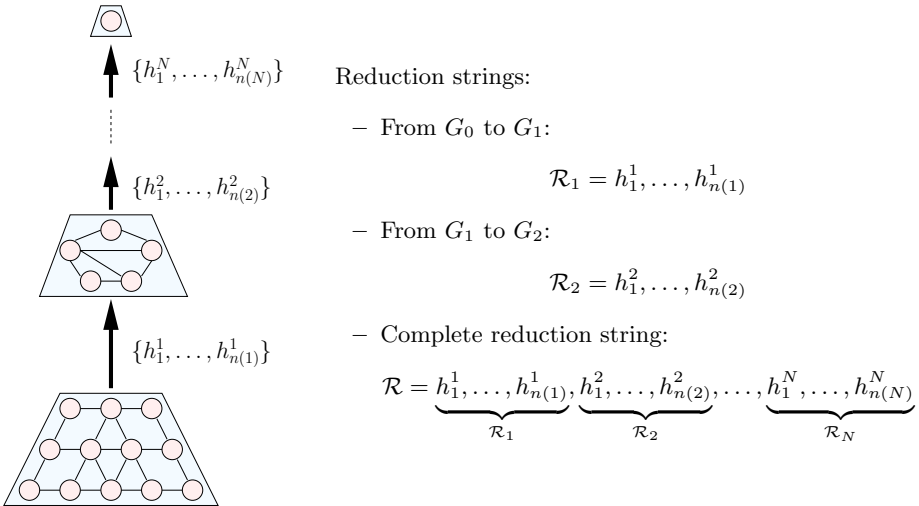 {h_1^N, . . . , h_{n(N)}^N}
{h_1^2, . . . , h_{n(2)}^2}
{h_1^1, . . . , h_{n(1)}^1}
Reduction strings:
– From G_0 to G_1:
ℛ_1 = h_1^1, . . . , h_{n(1)}^1
– From G_1 to G_2:
ℛ_2 = h_1^2, . . . , h_{n(2)}^2
– Complete reduction string:
ℛ = h_1^1, . . . , h_{n(1)}^1, h_1^2, . . . , h_{n(2)}^2, . . . , h_1^N, . . . , h_{n(N)}^N
ℛ_1 ℛ_2 ℛ_N